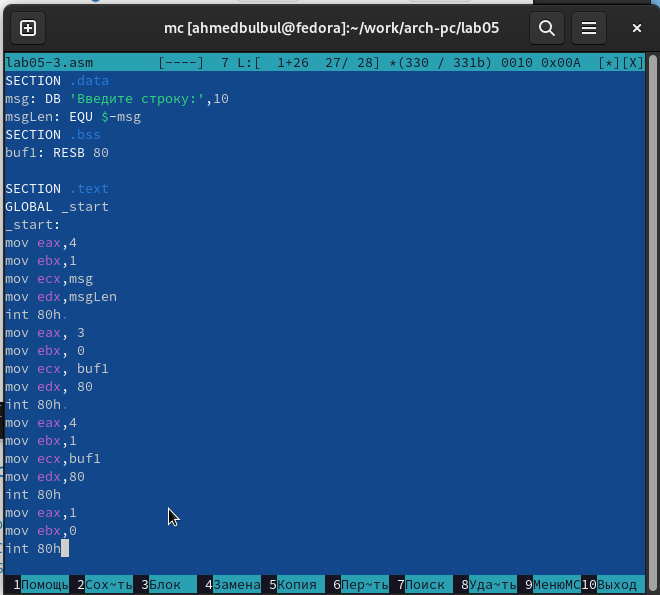 mc [ahmedbulbul@fedora]:~/work/arch-pc/lab05
lab05-3.asm [----] 7 L:[ 1+26 27/ 28] *(330 / 331b) 0010 0x00A [*][X]
SECTION .data
msg: DB 'Введите строку:',10
msgLen: EQU $-msg
SECTION .bss
buf1: RESB 80
SECTION .text
GLOBAL _start
_start:
mov eax,4
mov ebx,1
mov ecx,msg
mov edx,msgLen
int 80h.
mov eax, 3
mov ebx, 0
mov ecx, buf1
mov edx, 80
int 80h.
mov eax,4
mov ebx,1
mov ecx,buf1
mov edx,80
int 80h
mov eax,1
mov ebx,0
int 80h
1Помощь 2Сох~ть 3Блок 4Замена 5Копия 6Пер~ть 7Поиск 8Уда~ть 9МенюMC 10Выход